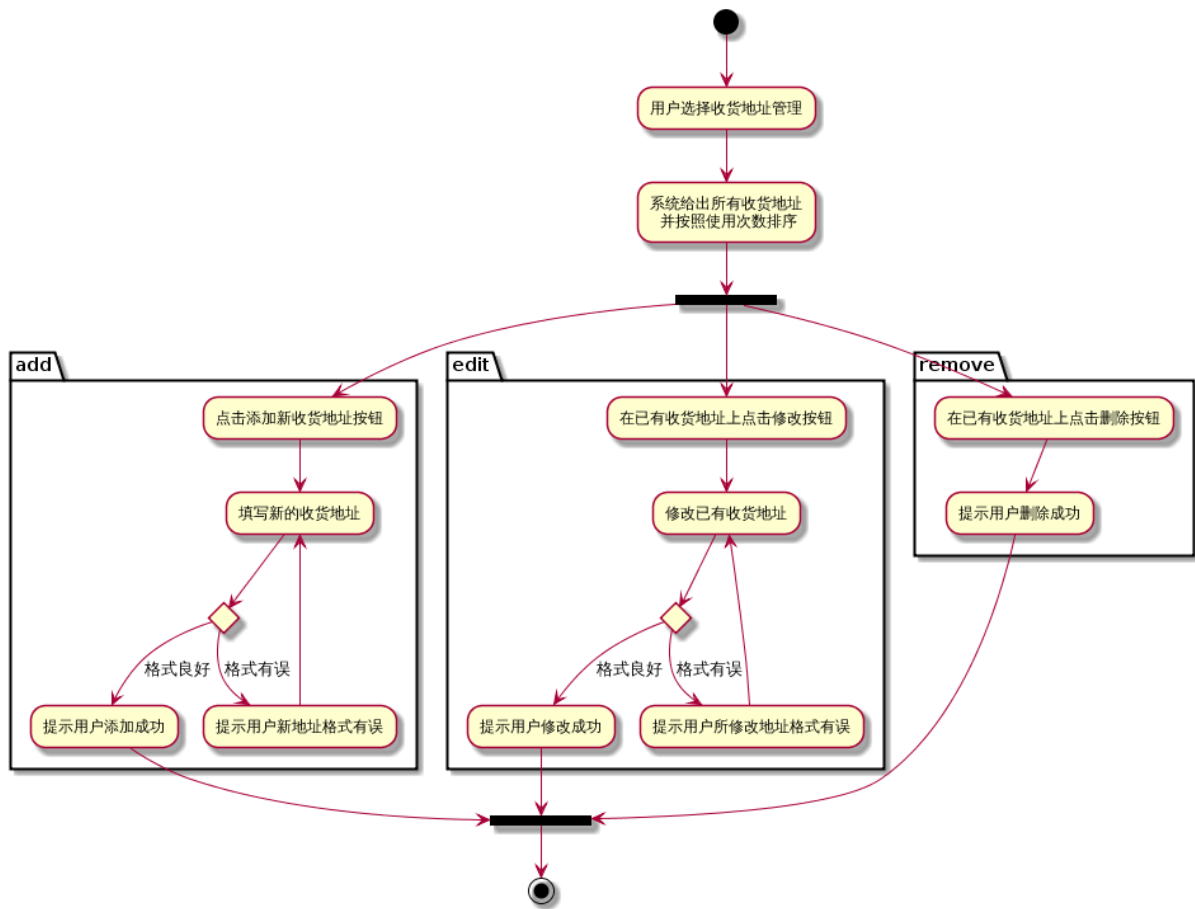 用户选择收货地址管理
系统给出所有收货地址
并按照使用次数排序
add
点击添加新收货地址按钮
填写新的收货地址
格式良好
格式有误
提示用户添加成功
提示用户新地址格式有误
edit
在已有收货地址上点击修改按钮
修改已有收货地址
格式良好
格式有误
提示用户修改成功
提示用户所修改地址格式有误
remove
在已有收货地址上点击删除按钮
提示用户删除成功